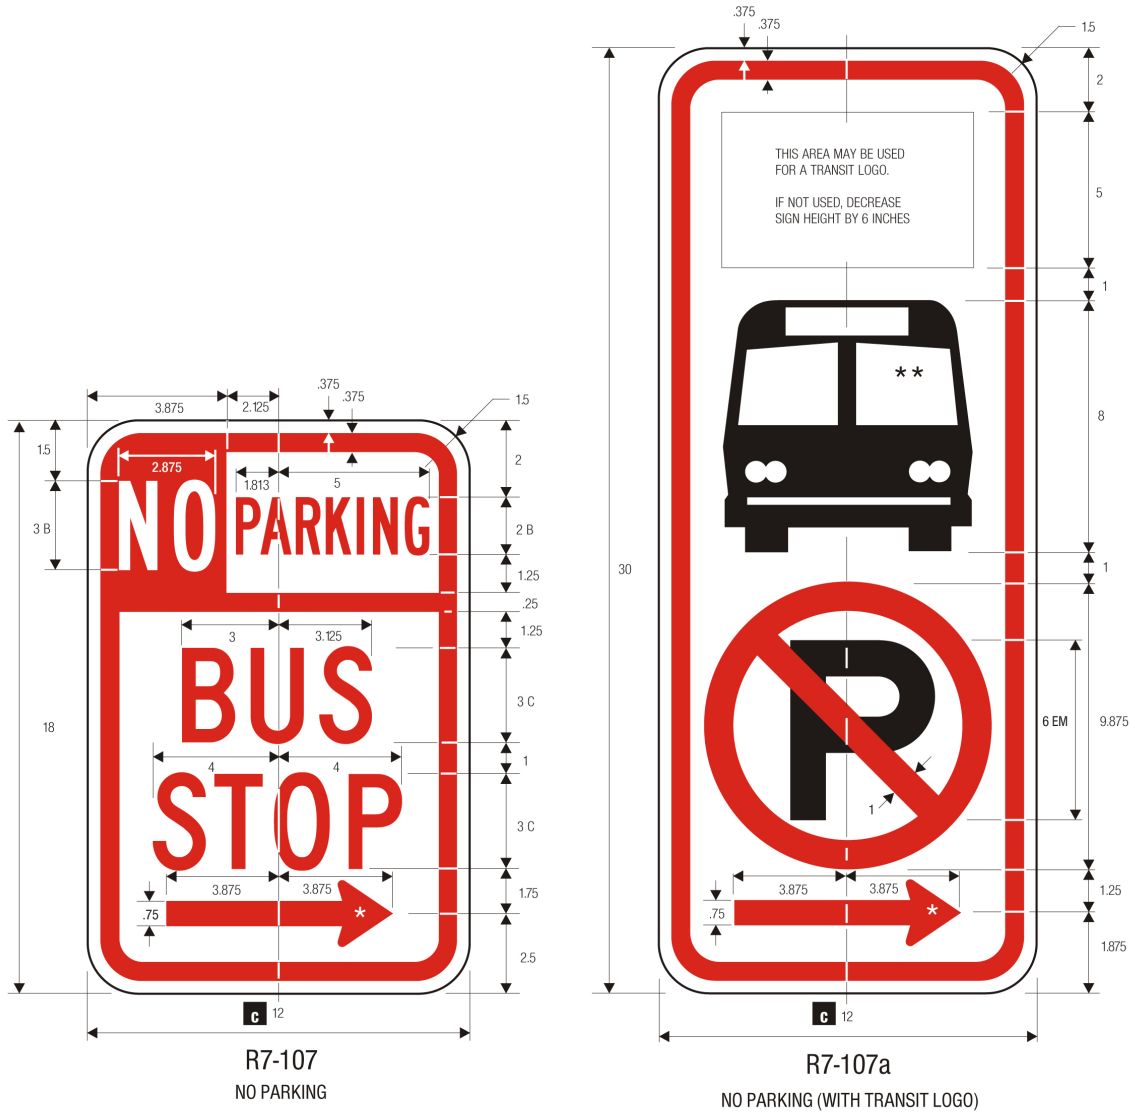 .375
.375
1.5
2
THIS AREA MAY BE USED
FOR A TRANSIT LOGO.
IF NOT USED, DECREASE
SIGN HEIGHT BY 6 INCHES
5
1
**
8
1
30
6 EM
9.875
1
3.875
3.875
.75
*
1.25
1.875
C 12
R7-107a
NO PARKING (WITH TRANSIT LOGO)
3.875
2.125
.375
.375
1.5
1.5
2.875
1.813
5
2
3 B
NO PARKING
2 B
1.25
.25
1.25
3
3.125
BUS
3 C
18
4
4
1
STOP
3 C
3.875
3.875
1.75
.75
*
2.5
C 12
R7-107
NO PARKING